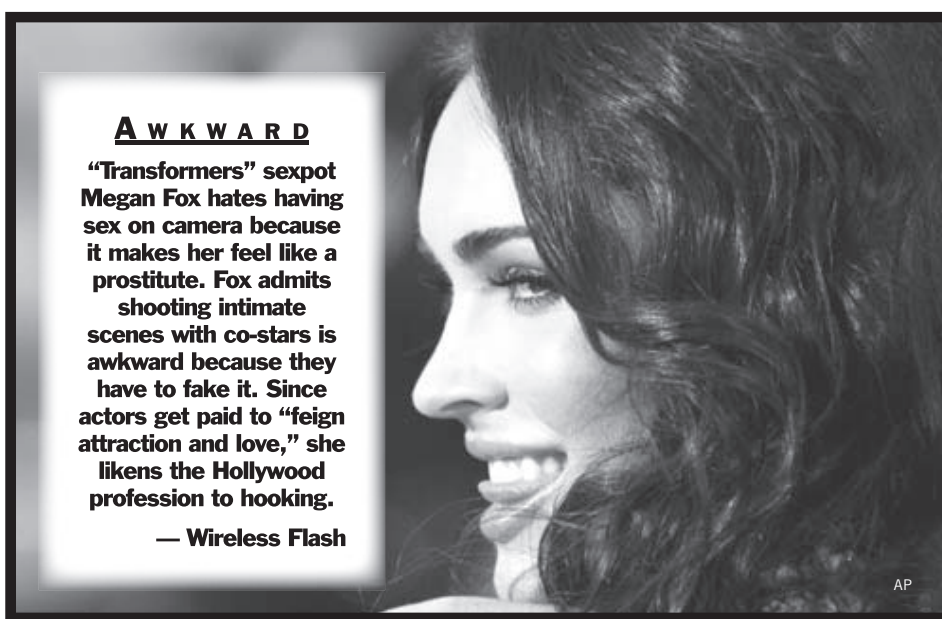 AWKWARD
“Transformers” sexpot
Megan Fox hates having
sex on camera because
it makes her feel like a
prostitute. Fox admits
shooting intimate
scenes with co-stars is
awkward because they
have to fake it. Since
actors get paid to “feign
attraction and love,” she
likens the Hollywood
profession to hooking.
— Wireless Flash
AP